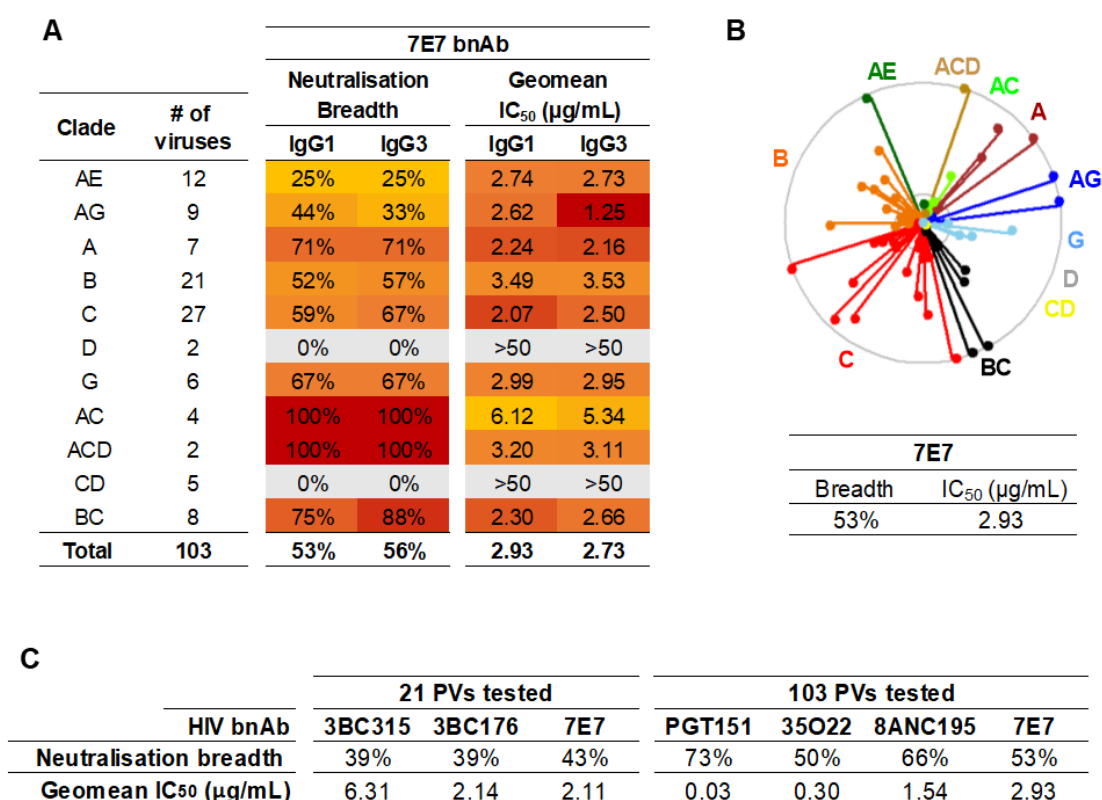 A
7E7 bnAb
Neutralisation Breadth Geomean IC50 (µg/mL)
Clade # of viruses IgG1 IgG3 IgG1 IgG3
AE 12 25% 25% 2.74 2.73
AG 9 44% 33% 2.62 1.25
A 7 71% 71% 2.24 2.16
B 21 52% 57% 3.49 3.53
C 27 59% 67% 2.07 2.50
D 2 0% 0% >50 >50
G 6 67% 67% 2.99 2.95
AC 4 100% 100% 6.12 5.34
ACD 2 100% 100% 3.20 3.11
CD 5 0% 0% >50 >50
BC 8 75% 88% 2.30 2.66
Total 103 53% 56% 2.93 2.73
B
AE
ACD
AC
A
B
AG
G
D
CD
C
BC
7E7
Breadth IC50 (µg/mL)
53% 2.93
C
21 PVs tested 103 PVs tested
HIV bnAb 3BC315 3BC176 7E7 PGT151 35O22 8ANC195 7E7
Neutralisation breadth 39% 39% 43% 73% 50% 66% 53%
Geomean IC50 (µg/mL) 6.31 2.14 2.11 0.03 0.30 1.54 2.93